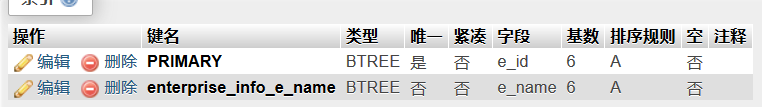 索引
操作 键名 类型 唯一 紧凑 字段 基数 排序规则 空 注释
编辑 删除 PRIMARY BTREE 是 否 e_id 6 A 否
编辑 删除 enterprise_info_e_name BTREE 否 否 e_name 6 A 否